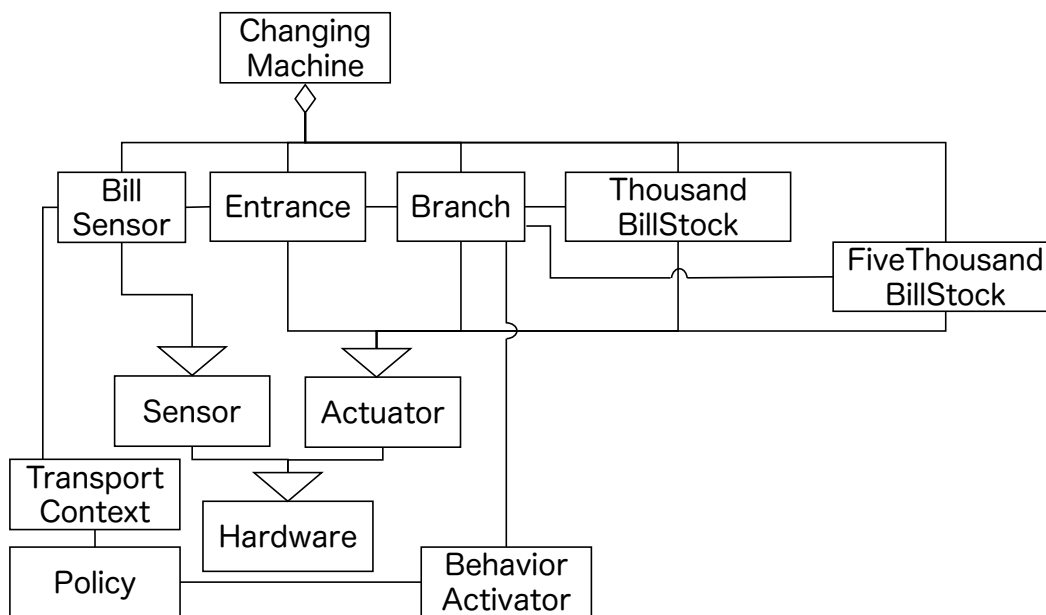 Changing
Machine
Bill
Sensor
Entrance
Branch
Thousand
BillStock
FiveThousand
BillStock
Sensor
Actuator
Transport
Context
Hardware
Policy
Behavior
Activator